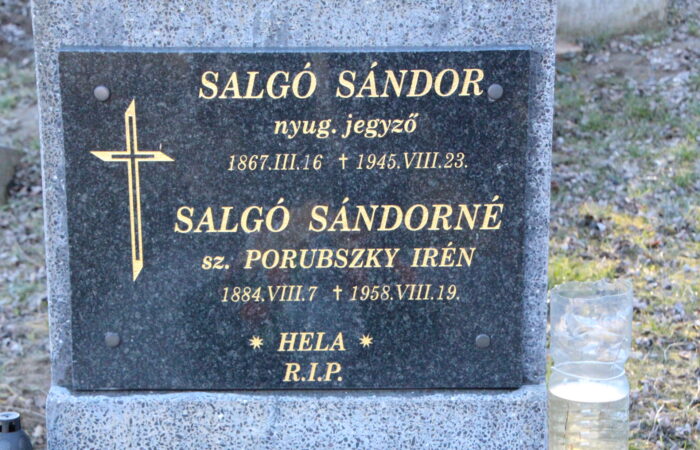 SALGÓ SÁNDOR
nyug. jegyző
1867.III.16 † 1945.VIII.23.
SALGÓ SÁNDORNÉ
sz. PORUBSZKY IRÉN
1884.VIII.7 † 1958.VIII.19.
* HELA *
R.I.P.